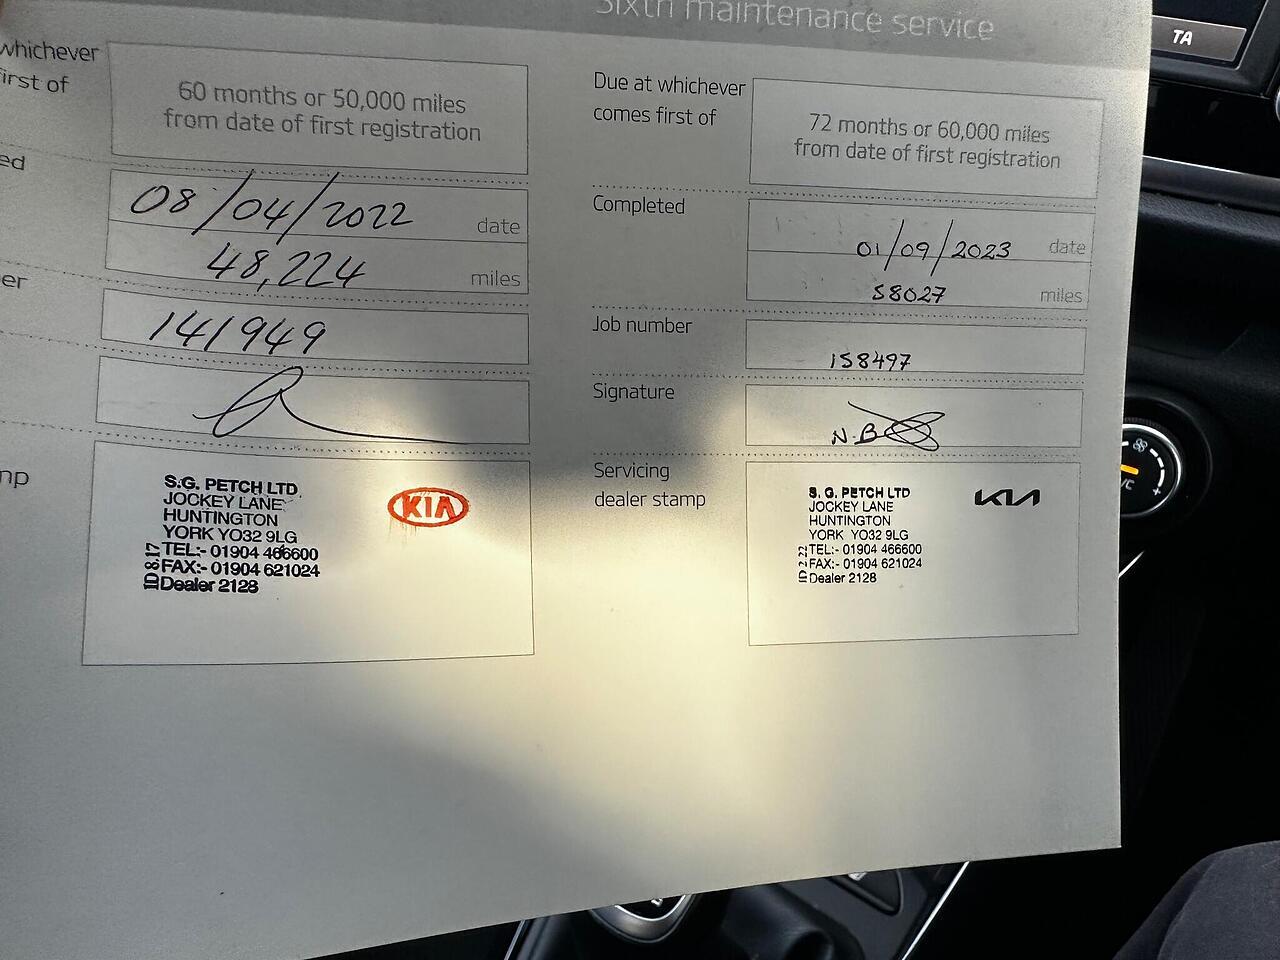 whichever
first of
60 months or 50,000 miles
from date of first registration
ed
08/04/2022 date
48,224 miles
er
141949
mp
S.G. PETCH LTD
JOCKEY LANE
HUNTINGTON
YORK YO32 9LG
TEL:- 01904 466600
FAX:- 01904 621024
Dealer 2128
KIA
Sixth maintenance service
Due at whichever
comes first of
72 months or 60,000 miles
from date of first registration
Completed
01/09/2023 date
58027 miles
Job number
158497
Signature
N.B
Servicing
dealer stamp
S. G. PETCH LTD
JOCKEY LANE
HUNTINGTON
YORK YO32 9LG
TEL:- 01904 466600
FAX:- 01904 621024
Dealer 2128
KIA
TA